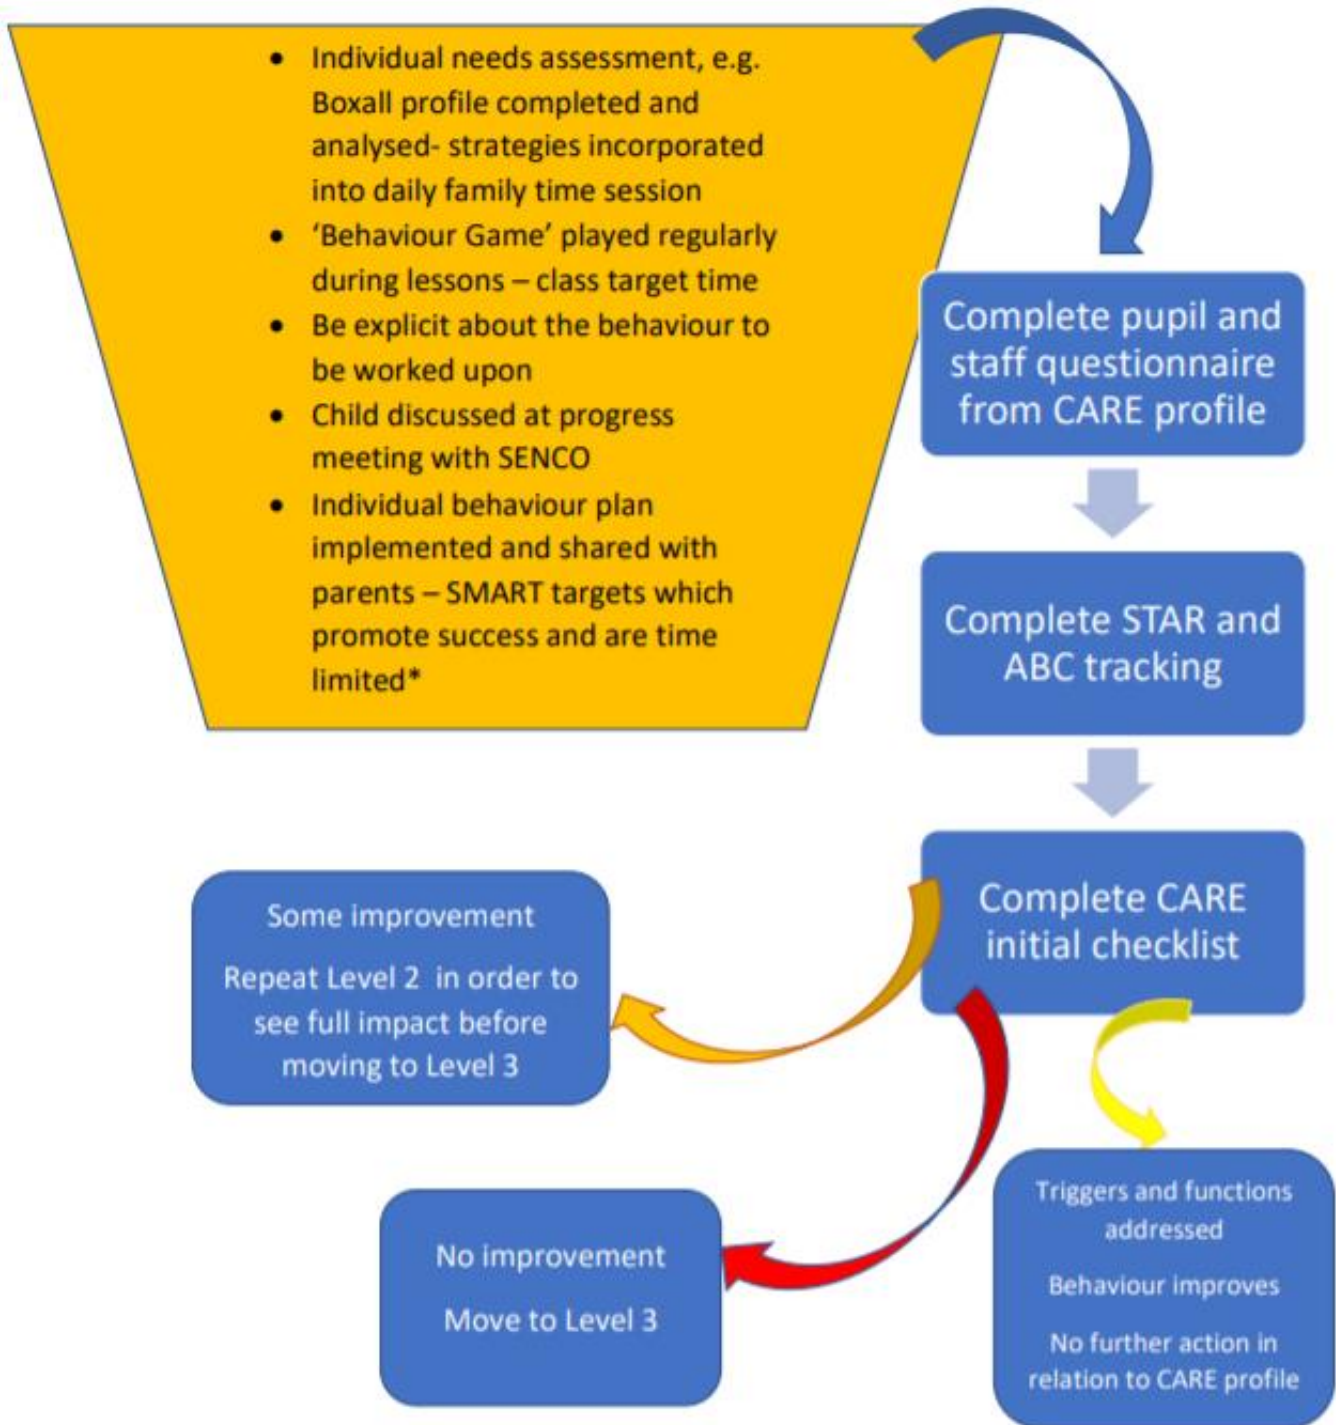 • Individual needs assessment, e.g.
Boxall profile completed and
analysed- strategies incorporated
into daily family time session
• ‘Behaviour Game’ played regularly
during lessons – class target time
• Be explicit about the behaviour to
be worked upon
• Child discussed at progress
meeting with SENCO
• Individual behaviour plan
implemented and shared with
parents – SMART targets which
promote success and are time
limited*
Complete pupil and
staff questionnaire
from CARE profile
Complete STAR and
ABC tracking
Complete CARE
initial checklist
Some improvement
Repeat Level 2 in order to
see full impact before
moving to Level 3
No improvement
Move to Level 3
Triggers and functions
addressed
Behaviour improves
No further action in
relation to CARE profile